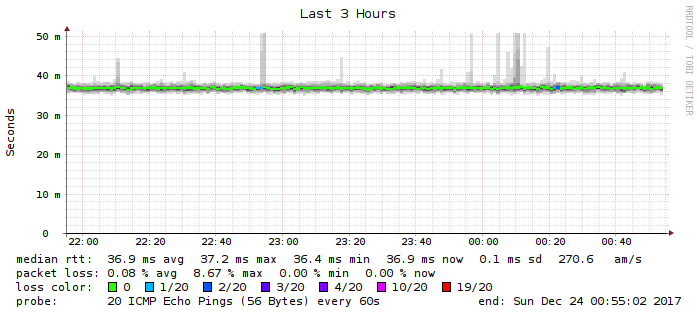 Last 3 Hours
RRDTOOL / TOBI OETIKER
Seconds
50 m
40 m
30 m
20 m
10 m
0
22:00 22:20 22:40 23:00 23:20 23:40 00:00 00:20 00:40
median rtt: 36.9 ms avg 37.2 ms max 36.4 ms min 36.9 ms now 0.1 ms sd 270.6 am/s
packet loss: 0.08 % avg 8.67 % max 0.00 % min 0.00 % now
loss color: 0 1/20 2/20 3/20 4/20 10/20 19/20
probe: 20 ICMP Echo Pings (56 Bytes) every 60s end: Sun Dec 24 00:55:02 2017